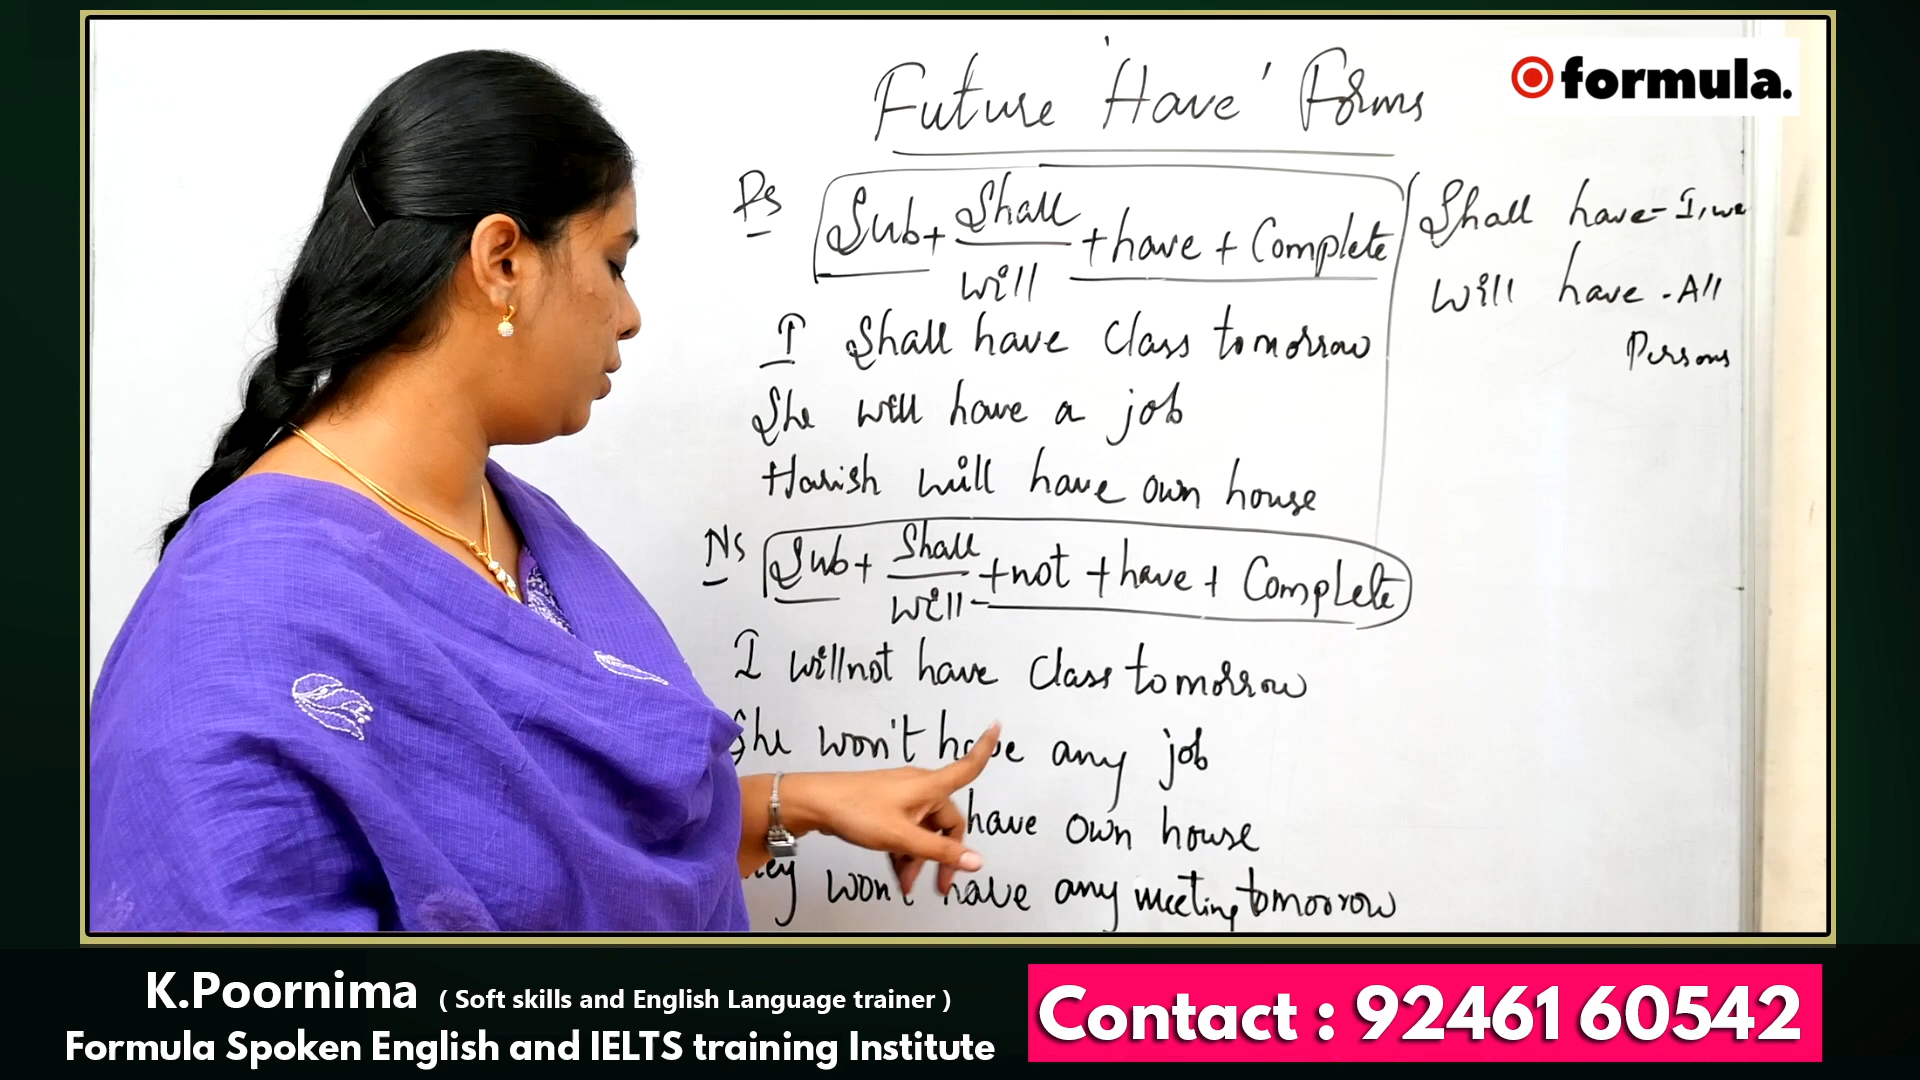 Future 'Have' Forms
formula.
Ps
Sub + Shall / will + have + Complete
Shall have - I, we
will have - All Persons
I Shall have Class tomorrow
She will have a job
Harish will have own house
Ns
Sub + Shall / will + not + have + Complete
I willnot have Class tomorrow
She won't have any job
have own house
won't have any meeting tomorrow
K.Poornima ( Soft skills and English Language trainer )
Formula Spoken English and IELTS training Institute
Contact : 92461 60542